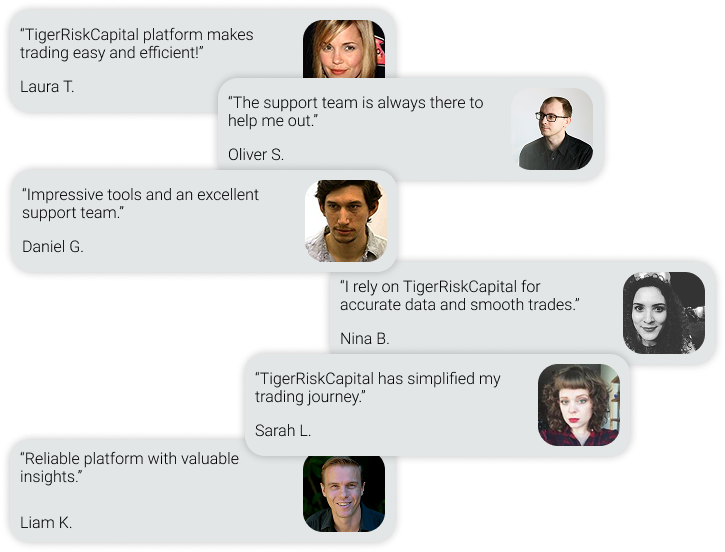 “TigerRiskCapital platform makes
trading easy and efficient!”
Laura T.
“The support team is always there to
help me out.”
Oliver S.
“Impressive tools and an excellent
support team.”
Daniel G.
“I rely on TigerRiskCapital for
accurate data and smooth trades.”
Nina B.
“TigerRiskCapital has simplified my
trading journey.”
Sarah L.
“Reliable platform with valuable
insights.”
Liam K.